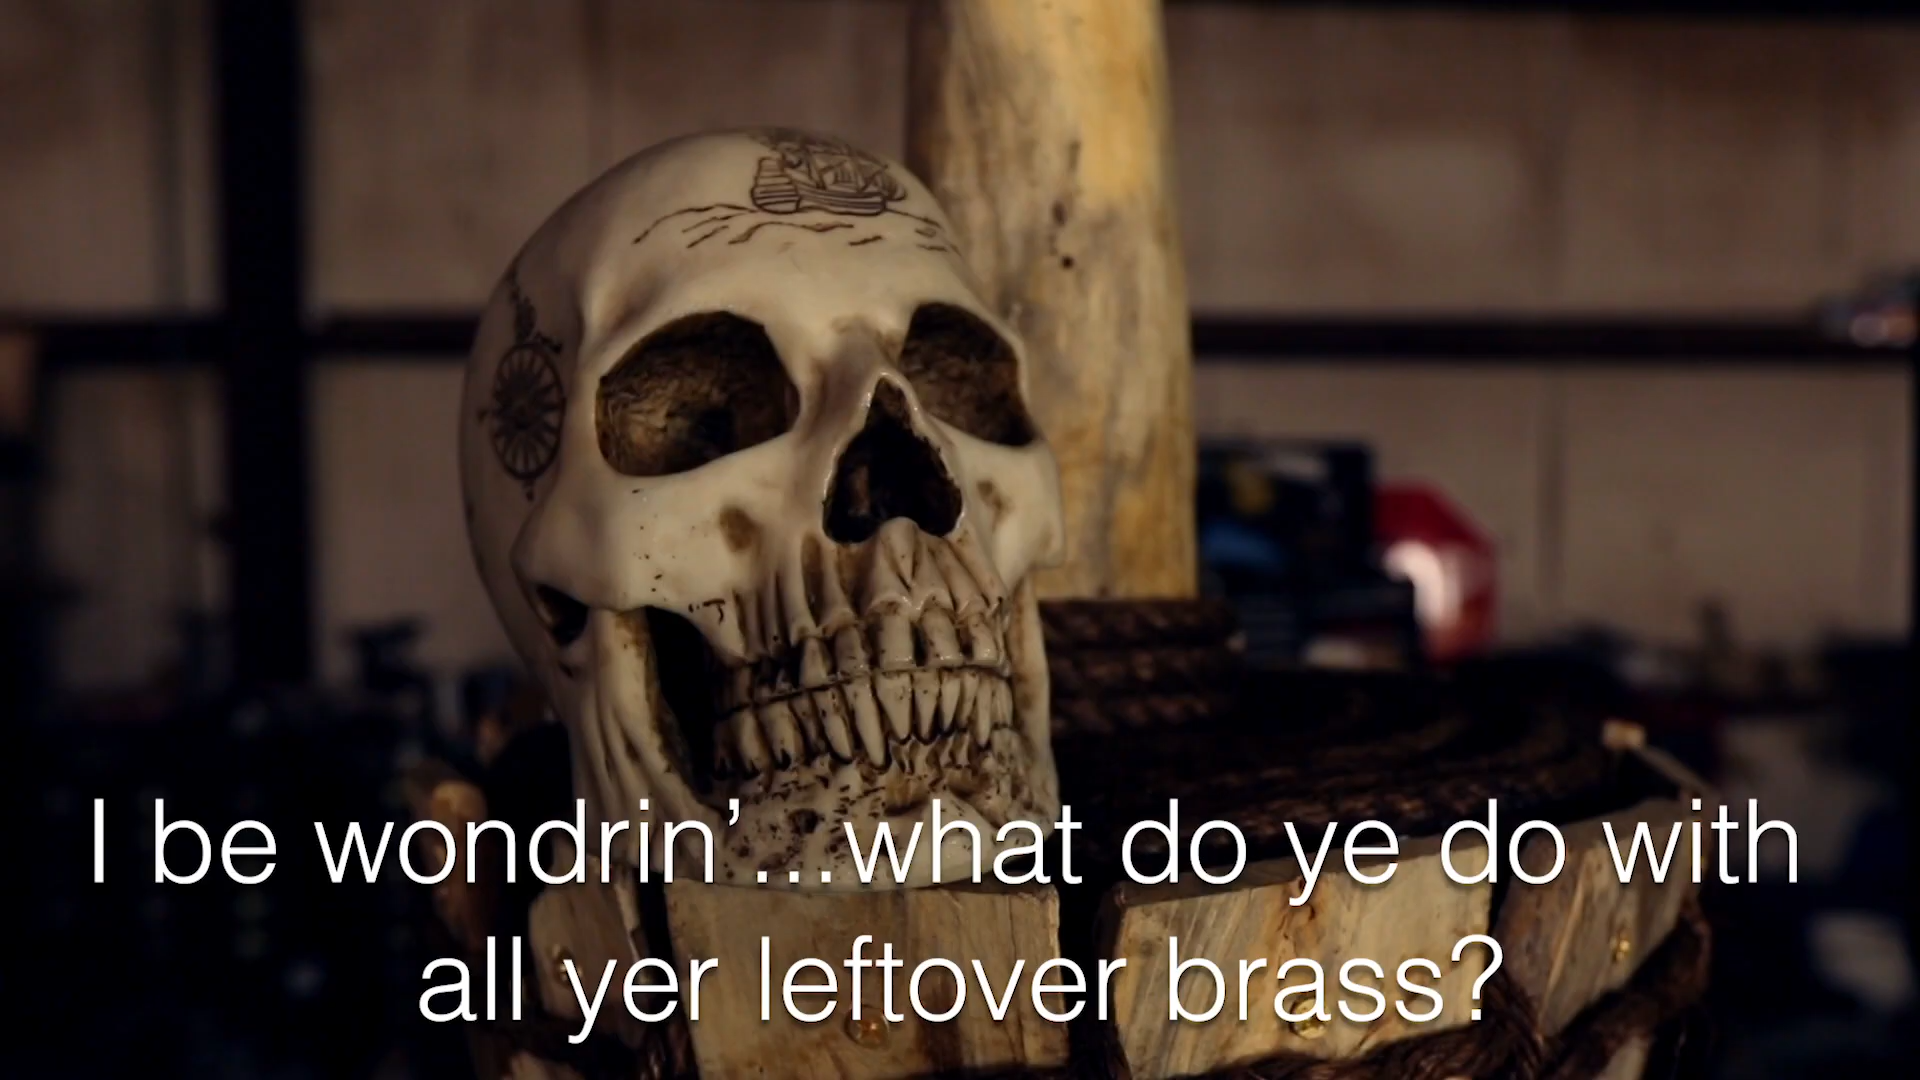 I be wondrin’...what do ye do with
all yer leftover brass?